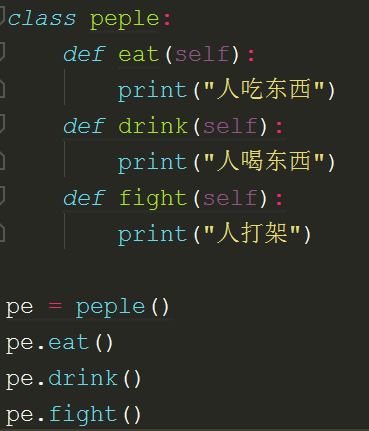 class peple:
    def eat(self):
        print("人吃东西")
    def drink(self):
        print("人喝东西")
    def fight(self):
        print("人打架")
pe = peple()
pe.eat()
pe.drink()
pe.fight()